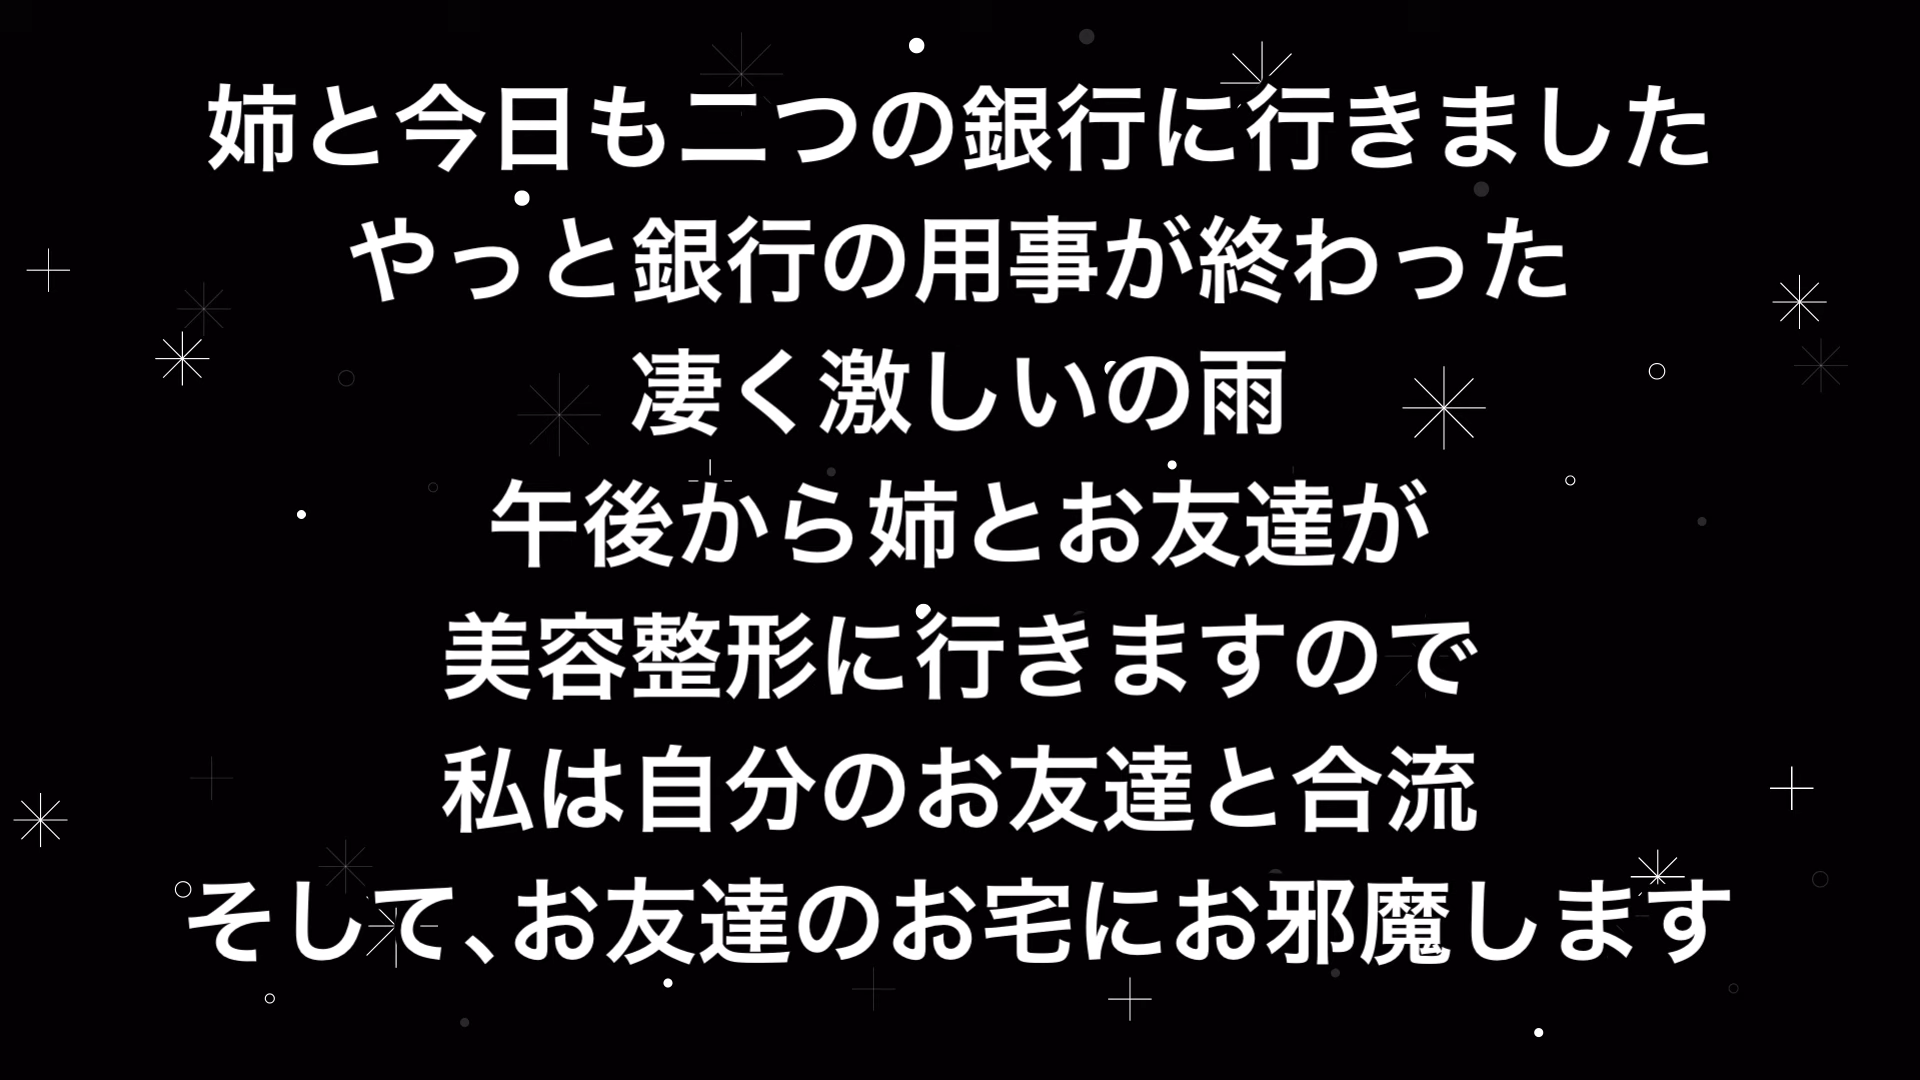 姉と今日も二つの銀行に行きました
やっと銀行の用事が終わった
凄く激しいの雨
午後から姉とお友達が
美容整形に行きますので
私は自分のお友達と合流
そして、お友達のお宅にお邪魔します